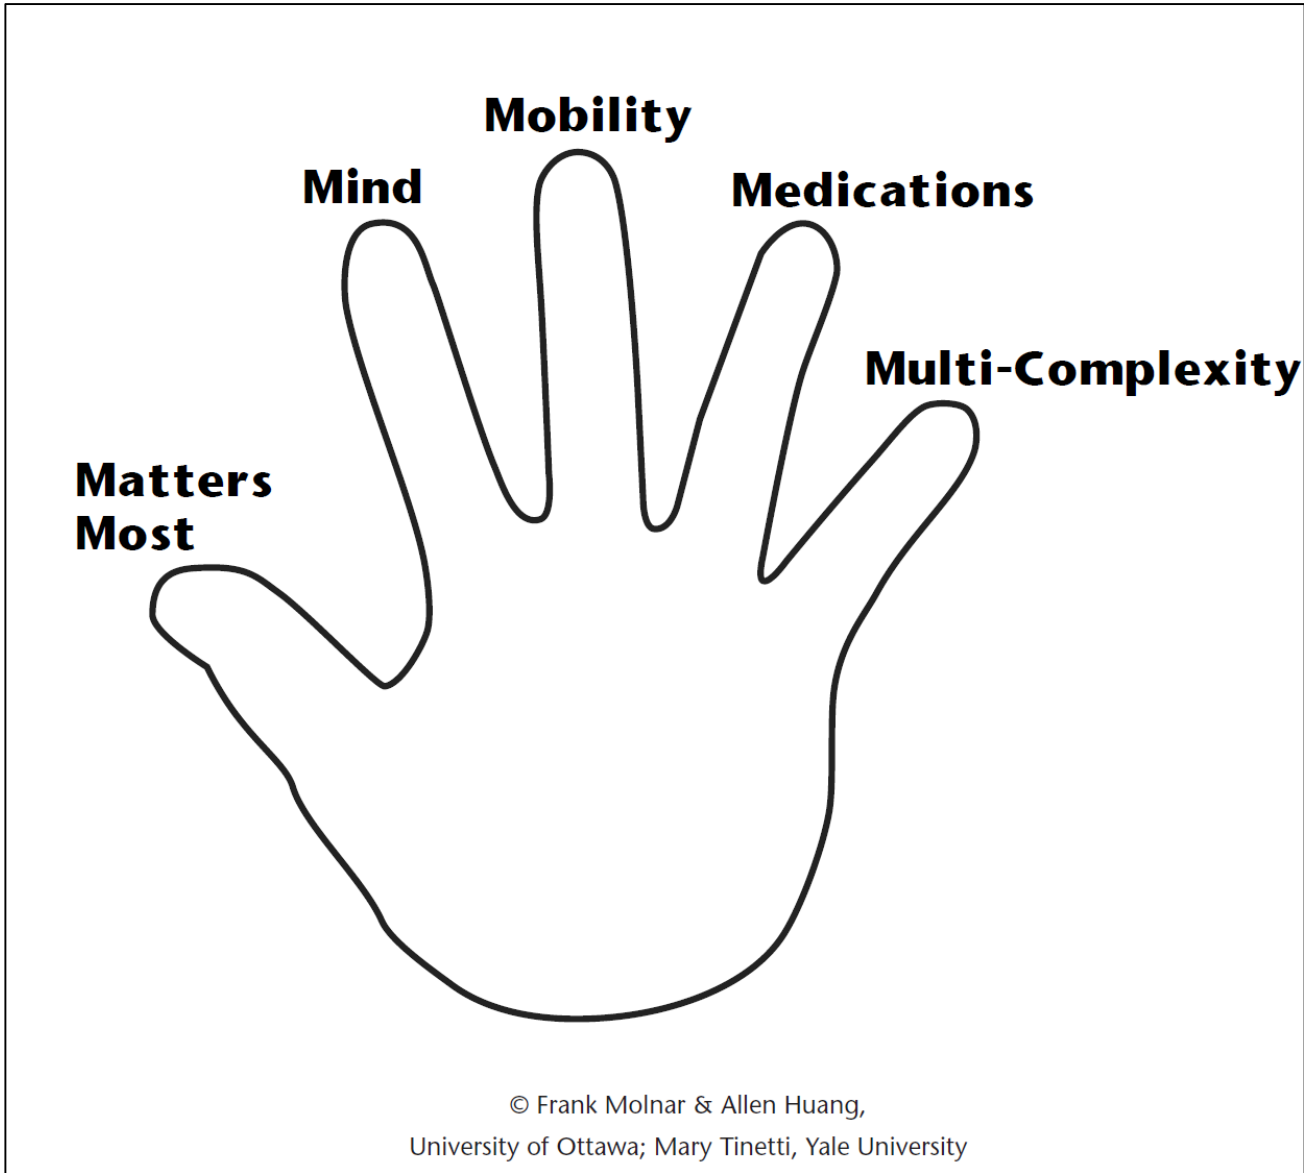 Mobility
Mind
Medications
Multi-Complexity
Matters
Most
© Frank Molnar & Allen Huang,
University of Ottawa; Mary Tinetti, Yale University